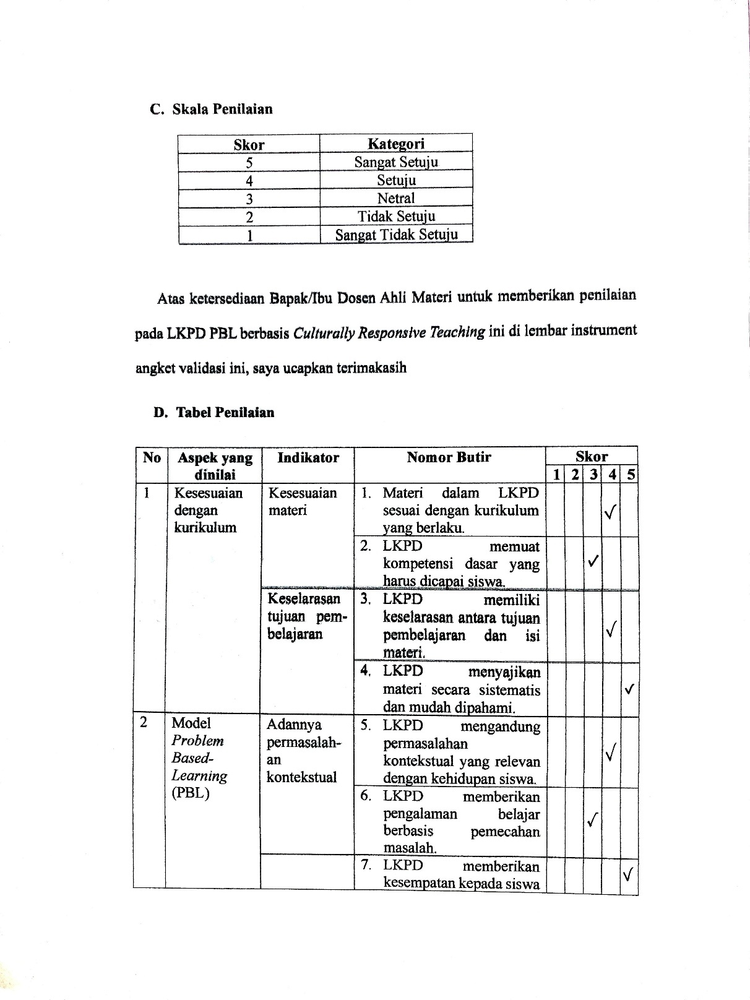 C. Skala Penilaian
Skor Kategori
5 Sangat Setuju
4 Setuju
3 Netral
2 Tidak Setuju
1 Sangat Tidak Setuju
Atas ketersediaan Bapak/Ibu Dosen Ahli Materi untuk memberikan penilaian
pada LKPD PBL berbasis Culturally Responsive Teaching ini di lembar instrument
angket validasi ini, saya ucapkan terimakasih
D. Tabel Penilaian
No Aspek yang dinilai Indikator Nomor Butir Skor
1 2 3 4 5
1 Kesesuaian dengan kurikulum
Kesesuaian materi
1. Materi dalam LKPD
sesuai dengan kurikulum
yang berlaku. √
2. LKPD memuat
kompetensi dasar yang
harus dicapai siswa. √
Keselarasan
tujuan pem-
belajaran
3. LKPD memiliki
keselarasan antara tujuan
pembelajaran dan isi
materi. √
4. LKPD menyajikan
materi secara sistematis
dan mudah dipahami. √
2 Model
Problem
Based-
Learning
(PBL)
Adannya
permasalah-
an
kontekstual
5. LKPD mengandung
permasalahan
kontekstual yang relevan
dengan kehidupan siswa. √
6. LKPD memberikan
pengalaman belajar
berbasis pemecahan
masalah. √
7. LKPD memberikan
kesempatan kepada siswa √